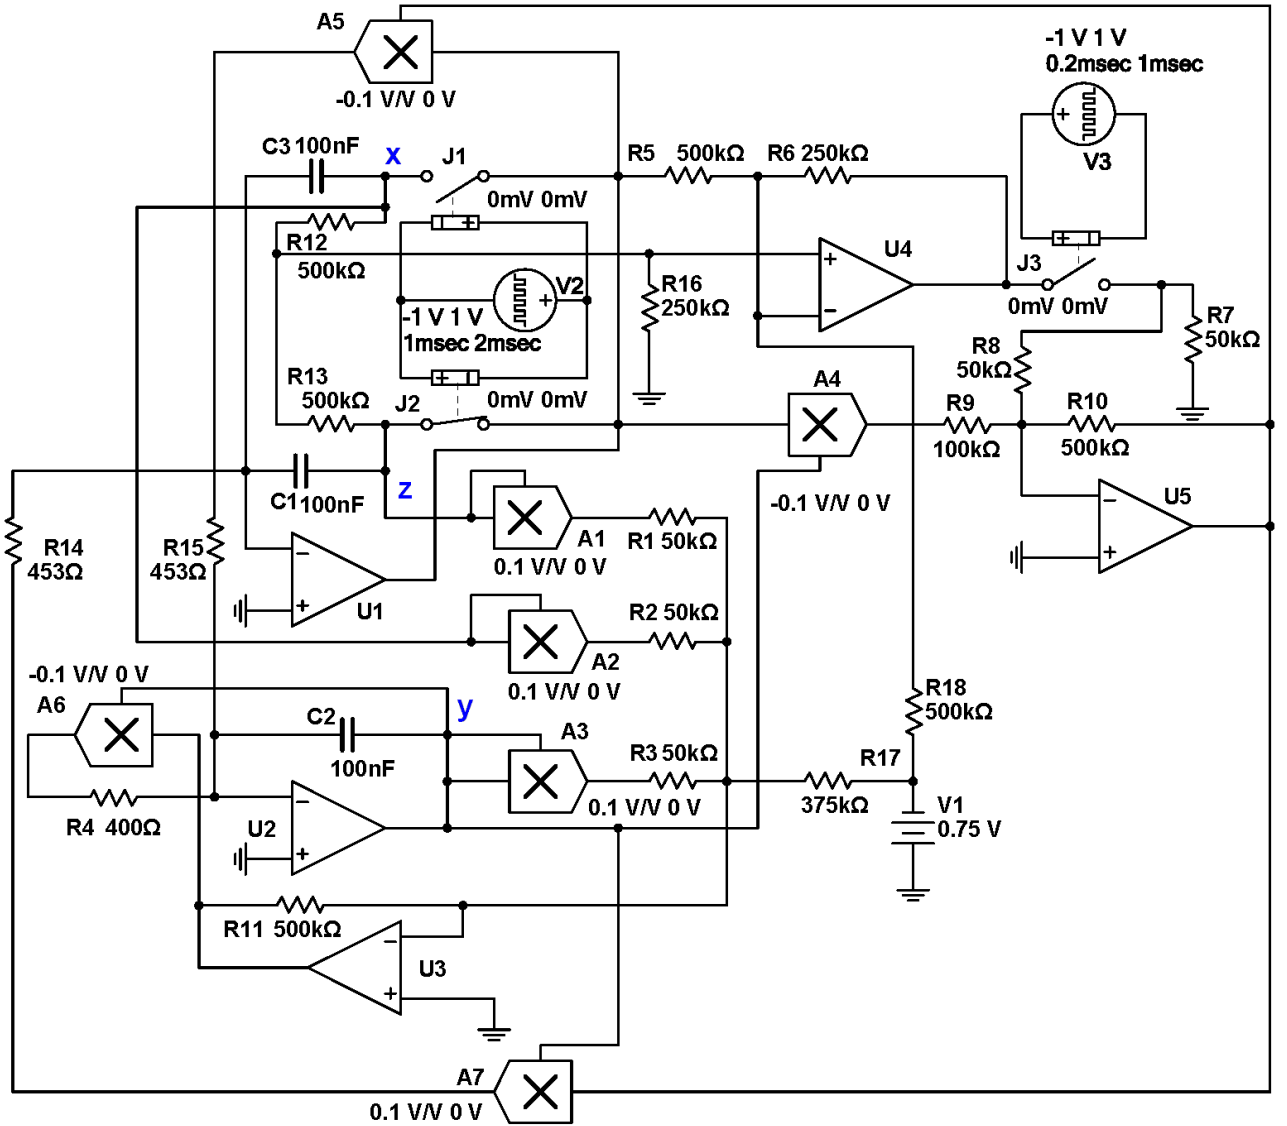 A5
-0.1 V/V 0 V
-1 V 1 V
0.2msec 1msec
V3
C3 100nF
x
J1
0mV 0mV
R5 500kΩ
R6 250kΩ
R12
500kΩ
V2
-1 V 1 V
1msec 2msec
R16
250kΩ
U4
J3
0mV 0mV
R7
50kΩ
R8
50kΩ
R13
500kΩ
0mV 0mV
J2
A4
-0.1 V/V 0 V
R9
100kΩ
R10
500kΩ
C1 100nF
z
U5
A1
0.1 V/V 0 V
R1 50kΩ
R14
453Ω
R15
453Ω
U1
R2 50kΩ
A2
0.1 V/V 0 V
-0.1 V/V 0 V
A6
y
C2
100nF
A3
R3 50kΩ
0.1 V/V 0 V
R18
500kΩ
R17
375kΩ
V1
0.75 V
R4 400Ω
U2
R11 500kΩ
U3
A7
0.1 V/V 0 V